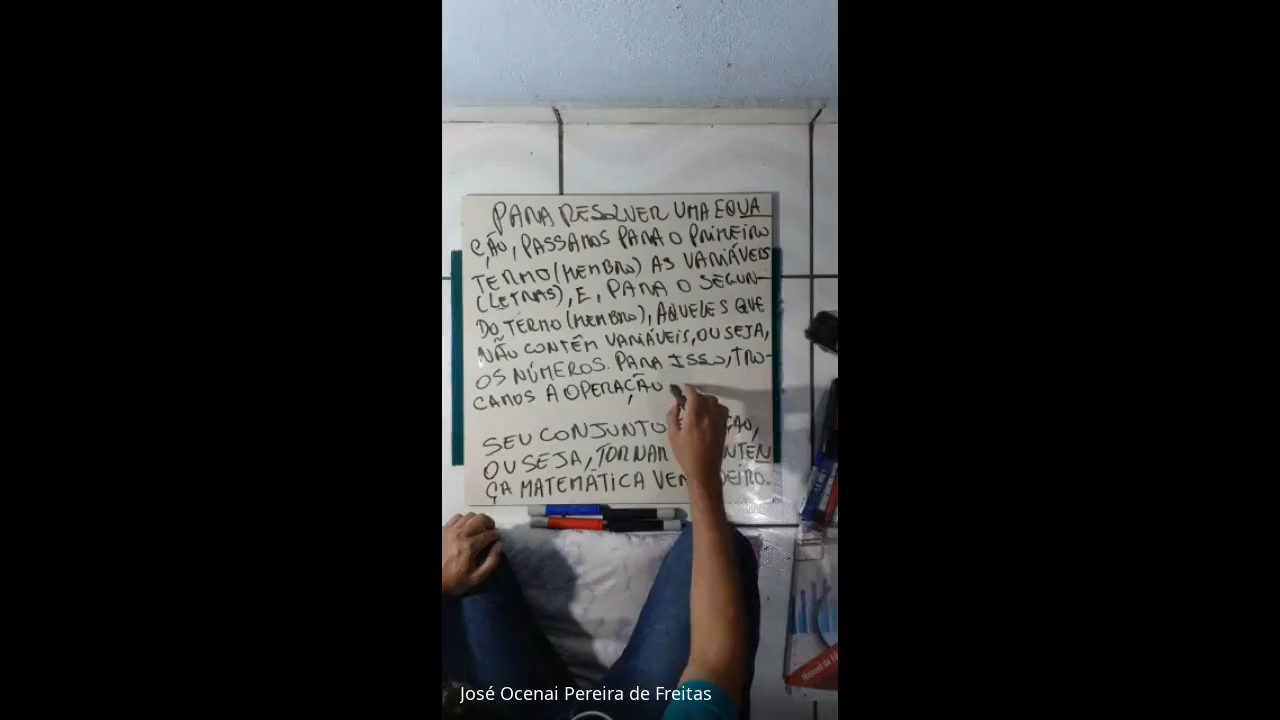 PARA RESOLVER UMA EQUA
ÇÃO, PASSAMOS PARA O PRIMEIRO
TERMO (MEMBRO) AS VARIÁVEIS
(LETRAS), E, PARA O SEGUN-
DO TERMO (MEMBRO), AQUELES QUE
NÃO CONTÊM VARIÁVEIS, OU SEJA,
OS NÚMEROS. PARA ISSO, TRO-
CAMOS A OPERAÇÃO
SEU CONJUNTO
OU SEJA, TORNAR
ÇA MATEMÁTICA
José Ocenai Pereira de Freitas